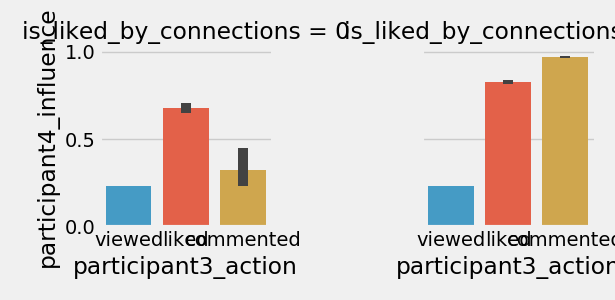 is_liked_by_connections = 0
is_liked_by_connections
participant4_influence
1.0
0.5
0.0
viewed liked commented
viewed liked commented
participant3_action
participant3_action